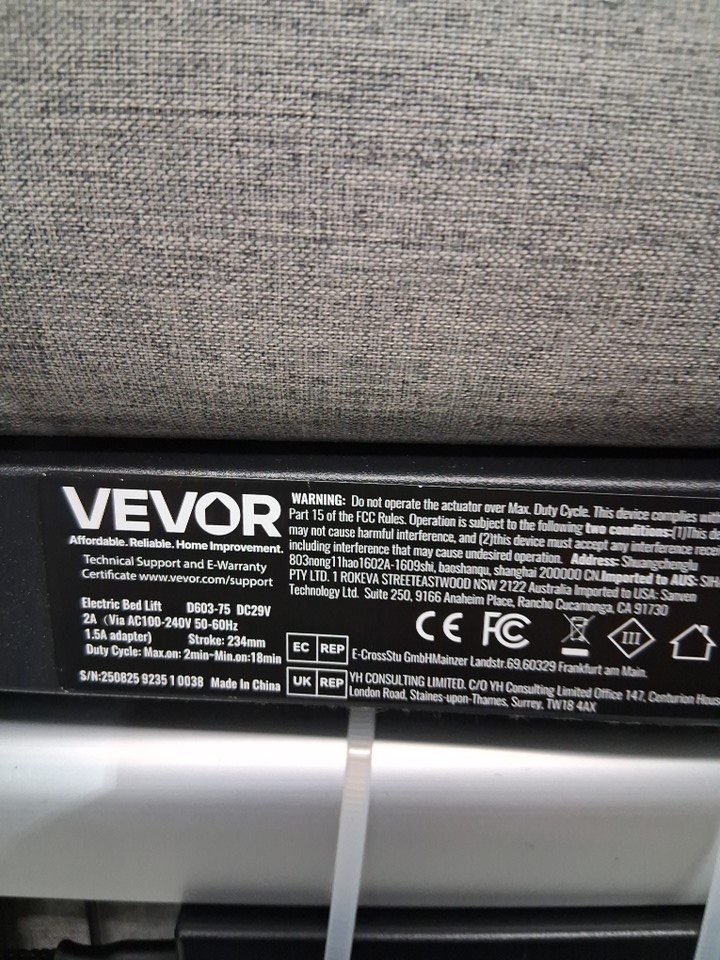 VEVOR
Affordable. Reliable. Home Improvement.
Technical Support and E-Warranty
Certificate www.vevor.com/support
Electric Bed Lift D603-75 DC29V
2A (Via AC100-240V 50-60Hz
1.5A adapter) Stroke: 234mm
Duty Cycle: Max.on: 2min~Min.on:18min
S/N:250825 9235 1 0038 Made in China
WARNING: Do not operate the actuator over Max. Duty Cycle. This device complies with
Part 15 of the FCC Rules. Operation is subject to the following two conditions:(1)This de
may not cause harmful interference, and (2)this device must accept any interference rece
including interference that may cause undesired operation. Address: Shuangchenglu
803nong11hao1602A-1609shi, baoshanqu, shanghai 200000 CN.Imported to AUS: SIH
PTY LTD. 1 ROKEVA STREETEASTWOOD NSW 2122 Australia Imported to USA: Sanven
Technology Ltd. Suite 250, 9166 Anaheim Place, Rancho Cucamonga, CA 91730
CE FC III
EC REP E-CrossStu GmbHMainzer Landstr.69,60329 Frankfurt am Main.
UK REP YH CONSULTING LIMITED. C/O YH Consulting Limited Office 147, Centurion Hous
London Road, Staines-upon-Thames, Surrey, TW18 4AX